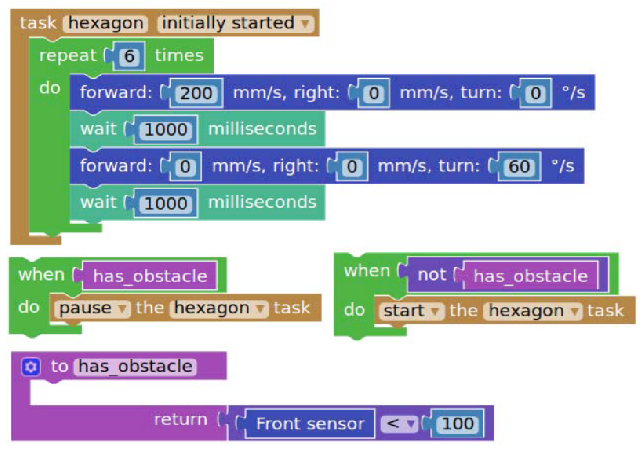 task hexagon initially started
repeat 6 times
do forward: 200 mm/s, right: 0 mm/s, turn: 0 °/s
wait 1000 milliseconds
forward: 0 mm/s, right: 0 mm/s, turn: 60 °/s
wait 1000 milliseconds
when has_obstacle
do pause the hexagon task
when not has_obstacle
do start the hexagon task
to has_obstacle
return Front sensor < 100